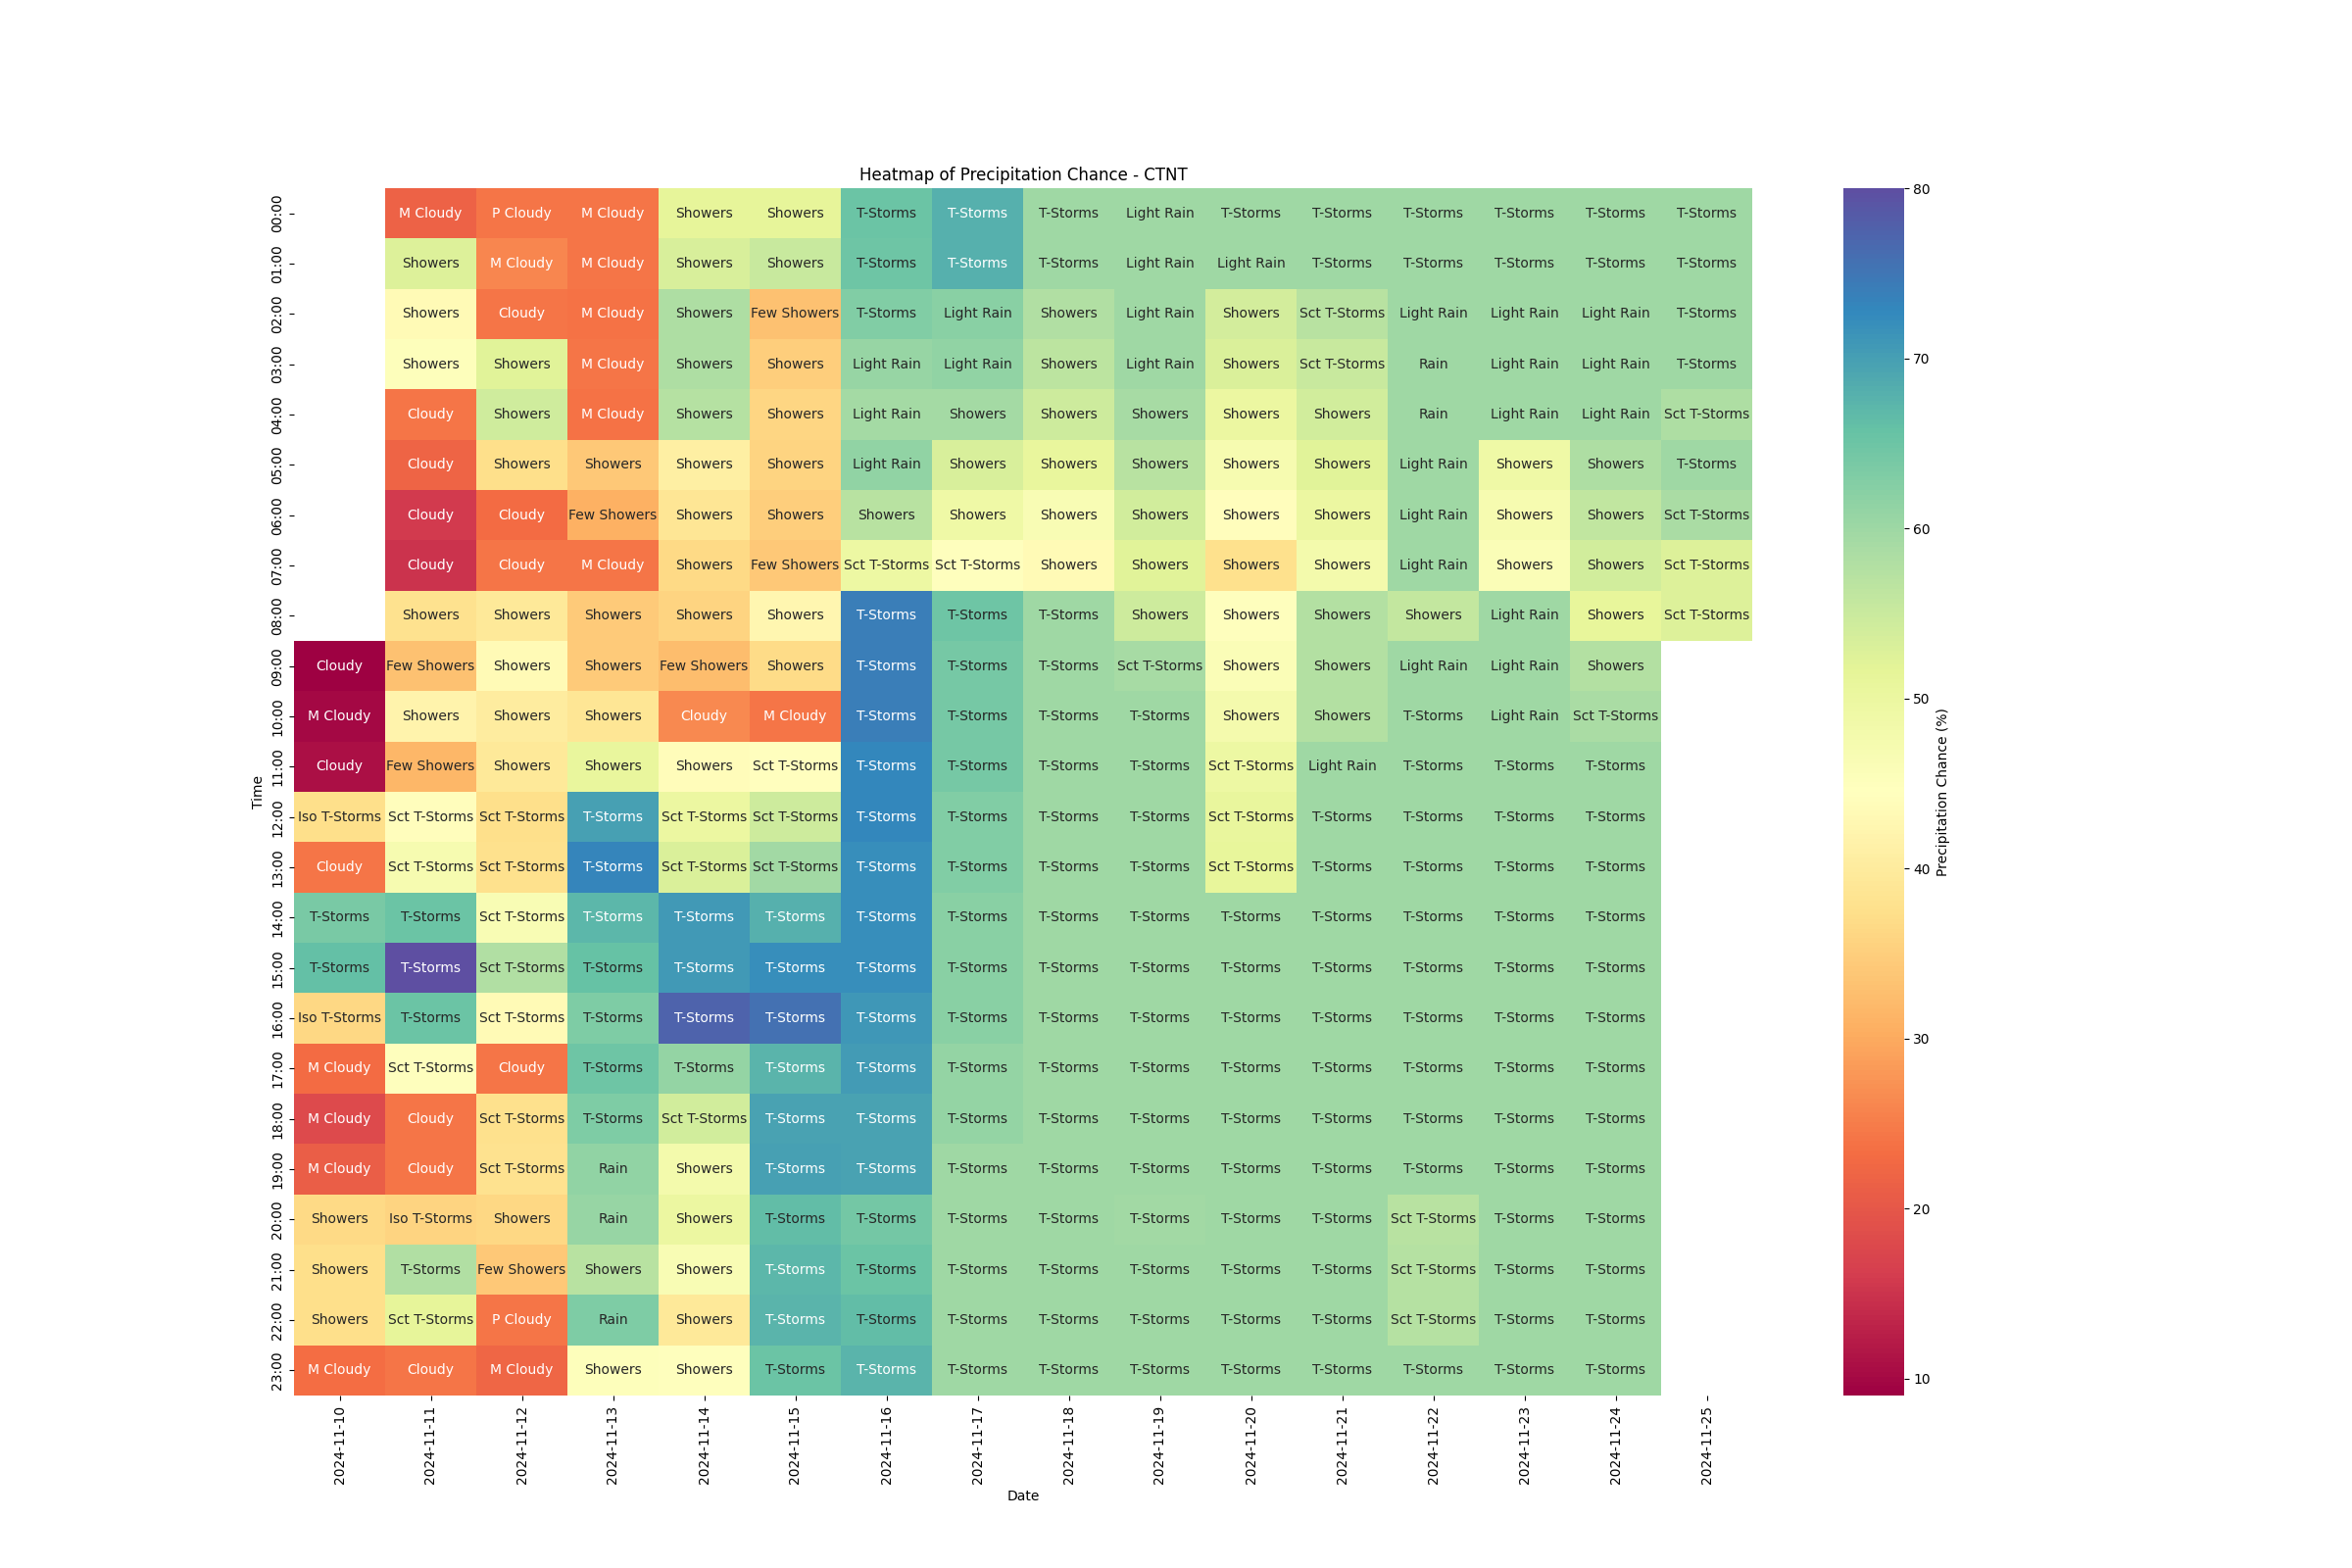 Heatmap of Precipitation Chance - CTNT
00:00 M Cloudy P Cloudy M Cloudy Showers Showers T-Storms T-Storms T-Storms Light Rain T-Storms T-Storms T-Storms T-Storms T-Storms T-Storms
01:00 Showers M Cloudy M Cloudy Showers Showers T-Storms T-Storms T-Storms Light Rain Light Rain T-Storms T-Storms T-Storms T-Storms T-Storms
02:00 Showers Cloudy M Cloudy Showers Few Showers T-Storms Light Rain Showers Light Rain Showers Sct T-Storms Light Rain Light Rain Light Rain T-Storms
03:00 Showers Showers M Cloudy Showers Showers Light Rain Light Rain Showers Light Rain Showers Sct T-Storms Rain Light Rain Light Rain T-Storms
04:00 Cloudy Showers M Cloudy Showers Showers Light Rain Showers Showers Showers Showers Showers Rain Light Rain Light Rain Sct T-Storms
05:00 Cloudy Showers Showers Showers Showers Light Rain Showers Showers Showers Showers Showers Light Rain Showers Showers T-Storms
06:00 Cloudy Cloudy Few Showers Showers Showers Showers Showers Showers Showers Showers Showers Light Rain Showers Showers Sct T-Storms
07:00 Cloudy Cloudy M Cloudy Showers Few Showers Sct T-Storms Sct T-Storms Showers Showers Showers Showers Light Rain Showers Showers Sct T-Storms
08:00 Showers Showers Showers Showers Showers T-Storms T-Storms T-Storms Showers Showers Showers Showers Light Rain Showers Sct T-Storms
09:00 Cloudy Few Showers Showers Showers Few Showers Showers T-Storms T-Storms T-Storms Sct T-Storms Showers Showers Light Rain Light Rain Showers
10:00 M Cloudy Showers Showers Showers Cloudy M Cloudy T-Storms T-Storms T-Storms T-Storms Showers Showers T-Storms Light Rain Sct T-Storms
11:00 Cloudy Few Showers Showers Showers Showers Sct T-Storms T-Storms T-Storms T-Storms T-Storms Sct T-Storms Light Rain T-Storms T-Storms T-Storms
12:00 Iso T-Storms Sct T-Storms Sct T-Storms T-Storms Sct T-Storms Sct T-Storms T-Storms T-Storms T-Storms T-Storms Sct T-Storms T-Storms T-Storms T-Storms T-Storms
13:00 Cloudy Sct T-Storms Sct T-Storms T-Storms Sct T-Storms Sct T-Storms T-Storms T-Storms T-Storms T-Storms Sct T-Storms T-Storms T-Storms T-Storms T-Storms
14:00 T-Storms T-Storms Sct T-Storms T-Storms T-Storms T-Storms T-Storms T-Storms T-Storms T-Storms T-Storms T-Storms T-Storms T-Storms T-Storms
15:00 T-Storms T-Storms Sct T-Storms T-Storms T-Storms T-Storms T-Storms T-Storms T-Storms T-Storms T-Storms T-Storms T-Storms T-Storms T-Storms
16:00 Iso T-Storms T-Storms Sct T-Storms T-Storms T-Storms T-Storms T-Storms T-Storms T-Storms T-Storms T-Storms T-Storms T-Storms T-Storms T-Storms
17:00 M Cloudy Sct T-Storms Cloudy T-Storms T-Storms T-Storms T-Storms T-Storms T-Storms T-Storms T-Storms T-Storms T-Storms T-Storms T-Storms
18:00 M Cloudy Cloudy Sct T-Storms T-Storms Sct T-Storms T-Storms T-Storms T-Storms T-Storms T-Storms T-Storms T-Storms T-Storms T-Storms T-Storms
19:00 M Cloudy Cloudy Sct T-Storms Rain Showers T-Storms T-Storms T-Storms T-Storms T-Storms T-Storms T-Storms T-Storms T-Storms T-Storms
20:00 Showers Iso T-Storms Showers Rain Showers T-Storms T-Storms T-Storms T-Storms T-Storms T-Storms T-Storms Sct T-Storms T-Storms T-Storms
21:00 Showers T-Storms Few Showers Showers Showers T-Storms T-Storms T-Storms T-Storms T-Storms T-Storms T-Storms Sct T-Storms T-Storms T-Storms
22:00 Showers Sct T-Storms P Cloudy Rain Showers T-Storms T-Storms T-Storms T-Storms T-Storms T-Storms T-Storms Sct T-Storms T-Storms T-Storms
23:00 M Cloudy Cloudy M Cloudy Showers Showers T-Storms T-Storms T-Storms T-Storms T-Storms T-Storms T-Storms T-Storms T-Storms T-Storms
Time
2024-11-10 2024-11-11 2024-11-12 2024-11-13 2024-11-14 2024-11-15 2024-11-16 2024-11-17 2024-11-18 2024-11-19 2024-11-20 2024-11-21 2024-11-22 2024-11-23 2024-11-24 2024-11-25
Date
80
70
60
50
40
30
20
10
Precipitation Chance (%)